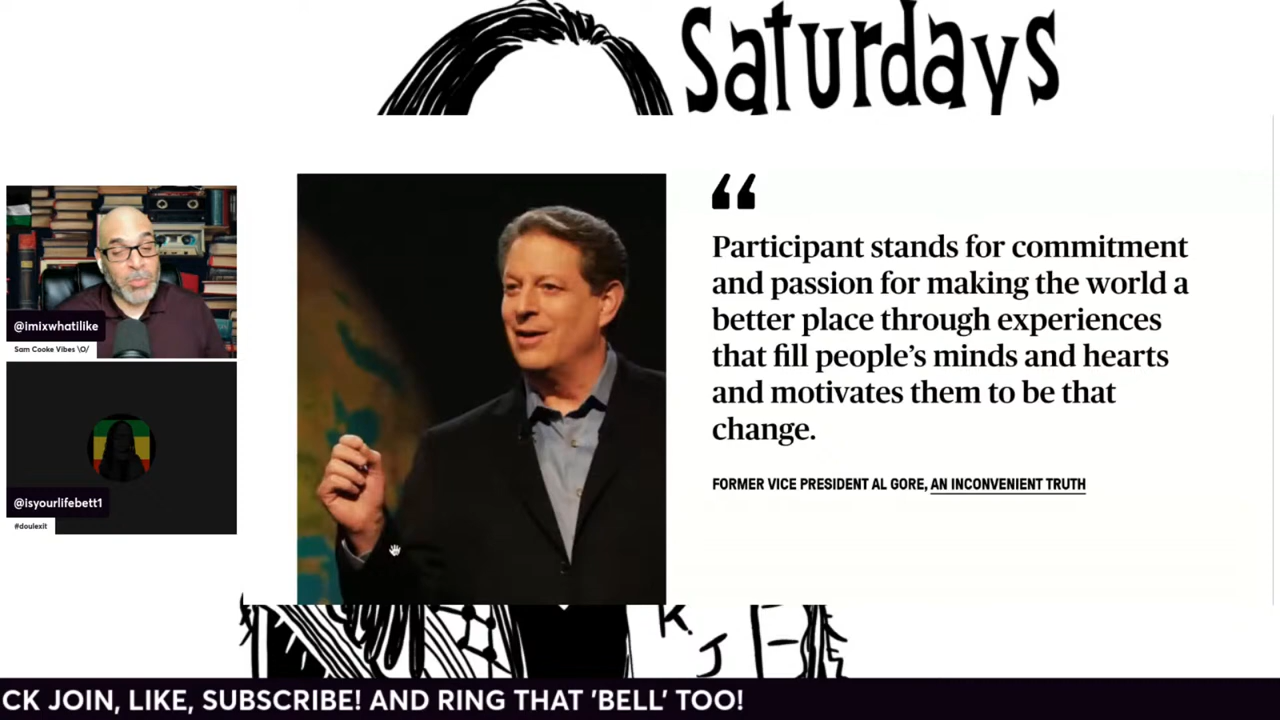 Saturdays
“
Participant stands for commitment
and passion for making the world a
better place through experiences
that fill people’s minds and hearts
and motivates them to be that
change.
FORMER VICE PRESIDENT AL GORE, AN INCONVENIENT TRUTH
@imixwhatilike
Sam Cooke Vibes \O/
@isyourlifebett1
#douexit
K.
J
E
CK JOIN, LIKE, SUBSCRIBE! AND RING THAT 'BELL' TOO!